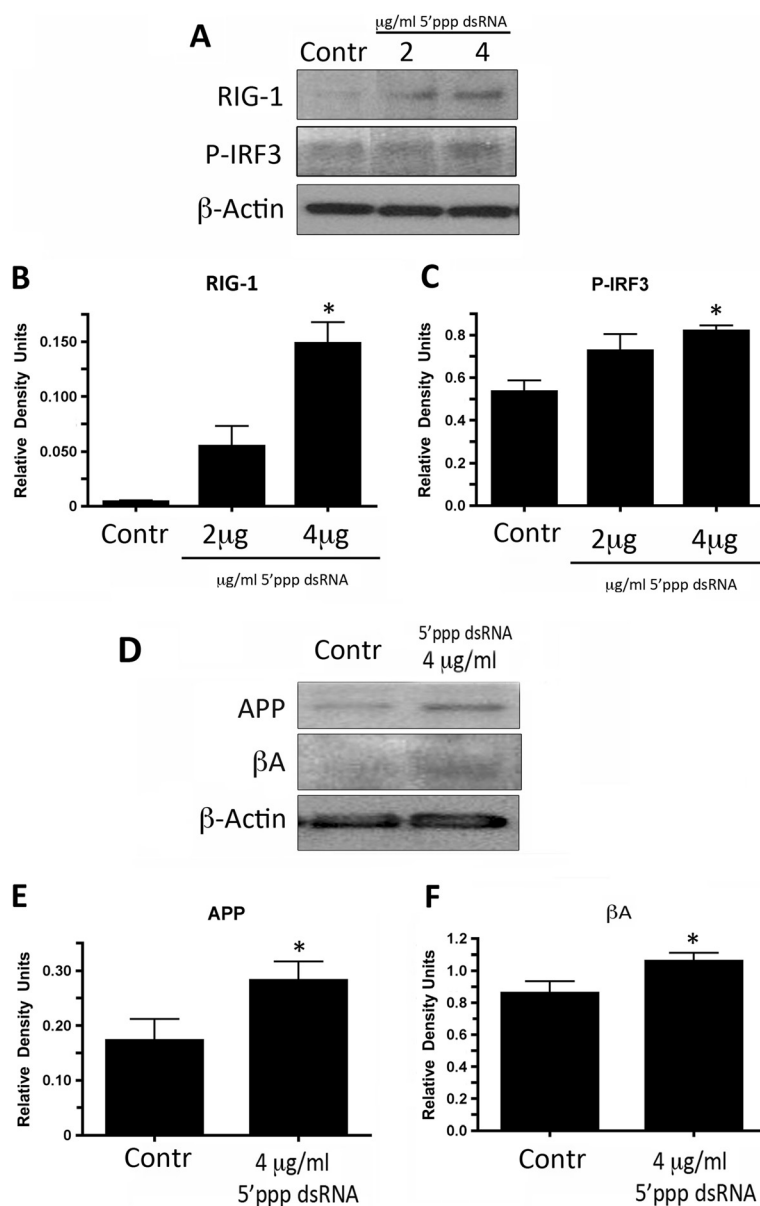 A
μg/ml 5'ppp dsRNA
Contr 2 4
RIG-1
P-IRF3
β-Actin
B
RIG-1
Relative Density Units
0.150
0.100
0.050
0
*
Contr 2μg 4μg
μg/ml 5'ppp dsRNA
C
P-IRF3
Relative Density Units
0.8
0.6
0.4
0.2
0.0
*
Contr 2μg 4μg
μg/ml 5'ppp dsRNA
D
Contr
5'ppp dsRNA
4 μg/ml
APP
βA
β-Actin
E
APP
Relative Density Units
0.30
0.20
0.10
0
*
Contr
4 μg/ml
5'ppp dsRNA
F
βA
Relative Density Units
1.2
1.0
0.8
0.6
0.4
0.2
0.0
*
Contr
4 μg/ml
5'ppp dsRNA